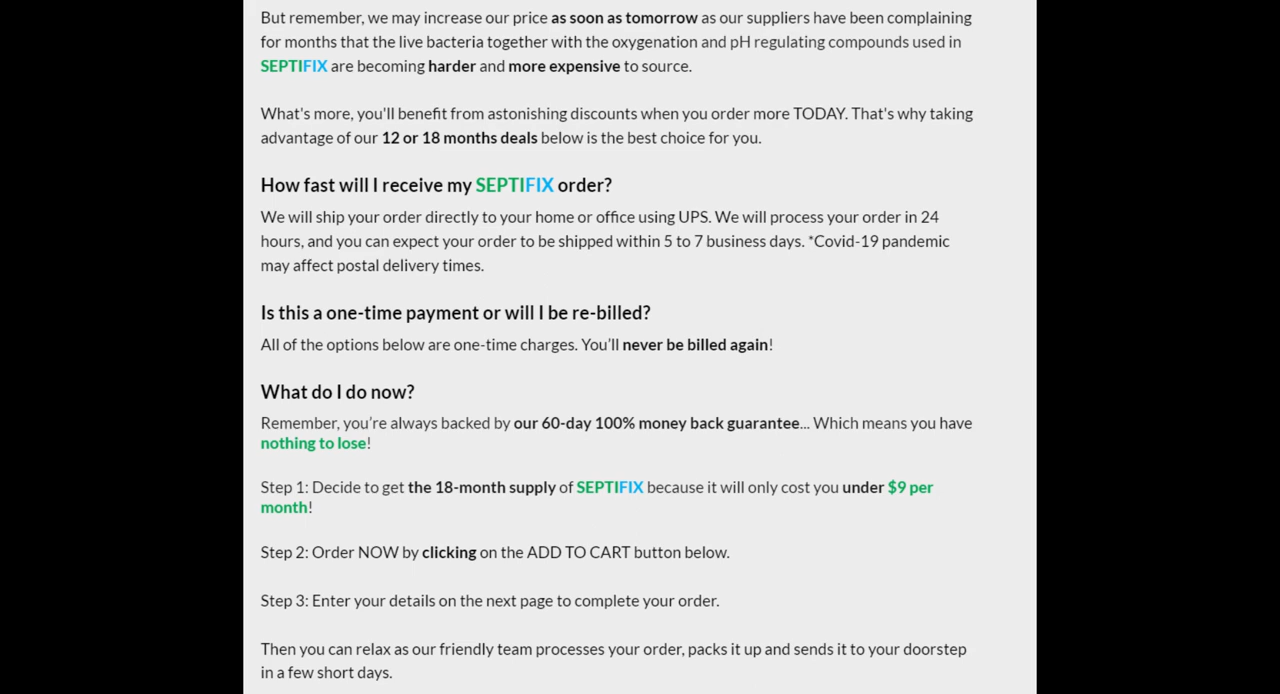 But remember, we may increase our price as soon as tomorrow as our suppliers have been complaining
for months that the live bacteria together with the oxygenation and pH regulating compounds used in
SEPTIFIX are becoming harder and more expensive to source.
What's more, you'll benefit from astonishing discounts when you order more TODAY. That's why taking
advantage of our 12 or 18 months deals below is the best choice for you.
How fast will I receive my SEPTIFIX order?
We will ship your order directly to your home or office using UPS. We will process your order in 24
hours, and you can expect your order to be shipped within 5 to 7 business days. *Covid-19 pandemic
may affect postal delivery times.
Is this a one-time payment or will I be re-billed?
All of the options below are one-time charges. You’ll never be billed again!
What do I do now?
Remember, you’re always backed by our 60-day 100% money back guarantee... Which means you have
nothing to lose!
Step 1: Decide to get the 18-month supply of SEPTIFIX because it will only cost you under $9 per
month!
Step 2: Order NOW by clicking on the ADD TO CART button below.
Step 3: Enter your details on the next page to complete your order.
Then you can relax as our friendly team processes your order, packs it up and sends it to your doorstep
in a few short days.